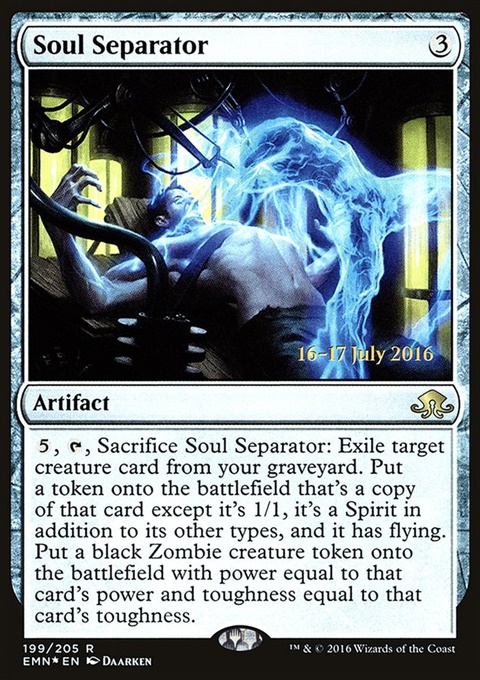 Soul Separator 3
16-17 July 2016
Artifact
5, , Sacrifice Soul Separator: Exile target
creature card from your graveyard. Put
a token onto the battlefield that's a copy
of that card except it's 1/1, it's a Spirit in
addition to its other types, and it has flying.
Put a black Zombie creature token onto
the battlefield with power equal to that
card's power and toughness equal to that
card's toughness.
199/205 R
EMN★EN Daarken
™ & © 2016 Wizards of the Coast